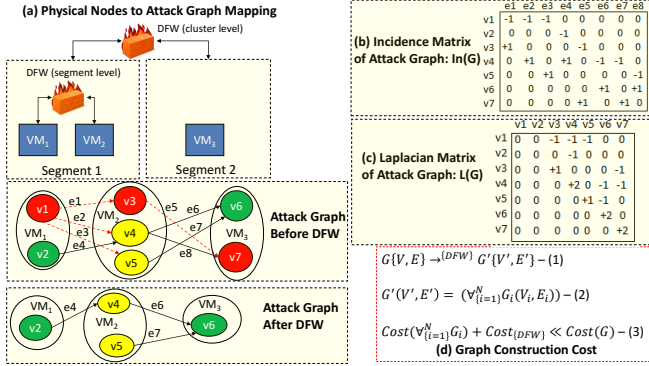 (a) Physical Nodes to Attack Graph Mapping
DFW (cluster level)
DFW (segment level)
VM1
VM2
VM3
Segment 1
Segment 2
v1
v2
VM1
e1
e2
e3
e4
v3
VM2
v4
v5
e5
e6
e7
e8
v6
VM3
v7
Attack Graph
Before DFW
VM1
v2
e4
v4
VM2
v5
e6
e7
VM3
v6
Attack Graph
After DFW
(b) Incidence Matrix
of Attack Graph: In(G)
e1 e2 e3 e4 e5 e6 e7 e8
v1 -1 -1 -1 0 0 0 0 0
v2 0 0 0 -1 0 0 0 0
v3 +1 0 0 0 -1 0 0 0
v4 0 +1 0 +1 0 -1 -1 0
v5 0 0 +1 0 0 0 0 -1
v6 0 0 0 0 0 +1 0 +1
v7 0 0 0 0 +1 0 +1 0
(c) Laplacian Matrix
of Attack Graph: L(G)
v1 v2 v3 v4 v5 v6 v7
v1 0 0 -1 -1 -1 0 0
v2 0 0 0 -1 0 0 0
v3 0 0 +1 0 0 0 -1
v4 0 0 0 +2 0 -1 -1
v5 0 0 0 0 +1 -1 0
v6 0 0 0 0 0 +2 0
v7 0 0 0 0 0 0 +2
G{V, E} →{DFW} G′{V′, E′} – (1)
G′(V′, E′) = (∀{i=1}N Gi(Vi, Ei)) – (2)
Cost(∀{i=1}N Gi) + Cost{DFW} ≪ Cost(G) – (3)
(d) Graph Construction Cost